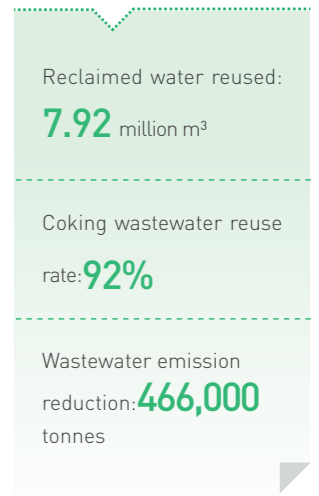 Reclaimed water reused:
7.92 million m³
Coking wastewater reuse
rate:92%
Wastewater emission
reduction:466,000
tonnes